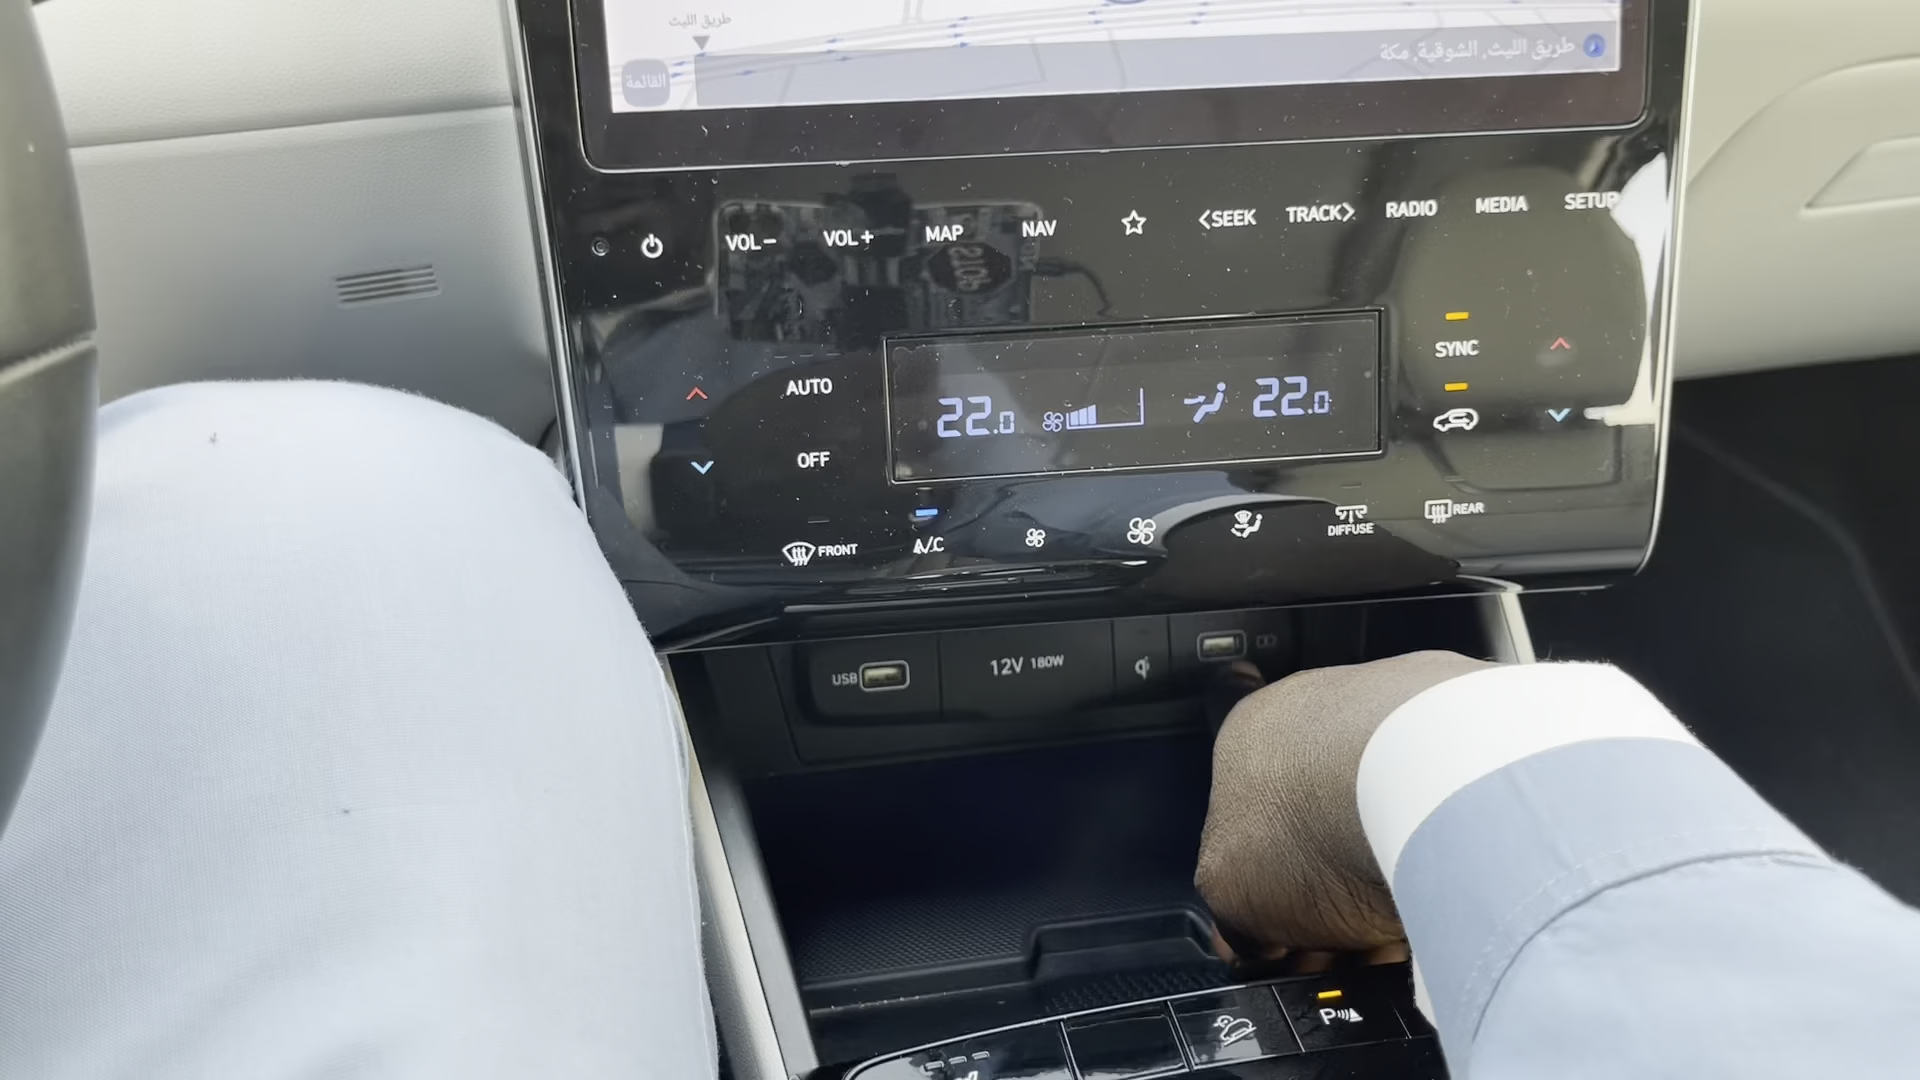 طريق الليث
طريق الليث, الشوقية, مكة
القائمة
VOL− VOL+ MAP NAV <SEEK TRACK> RADIO MEDIA SETUP
AUTO
SYNC
22.0 22.0
OFF
FRONT A/C DIFFUSE REAR
USB 12V 180W
P